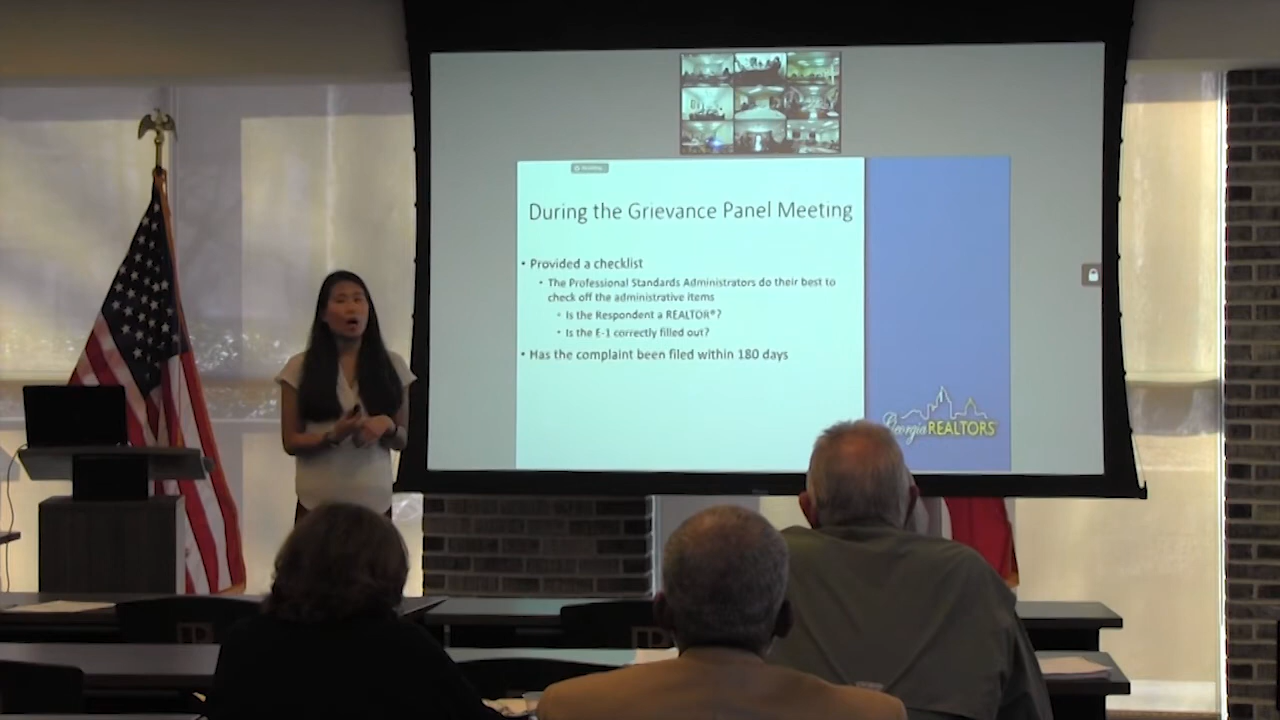 During the Grievance Panel Meeting
• Provided a checklist
• The Professional Standards Administrators do their best to
check off the administrative items
• Is the Respondent a REALTOR®?
• Is the E-1 correctly filled out?
• Has the complaint been filed within 180 days
Georgia REALTORS®